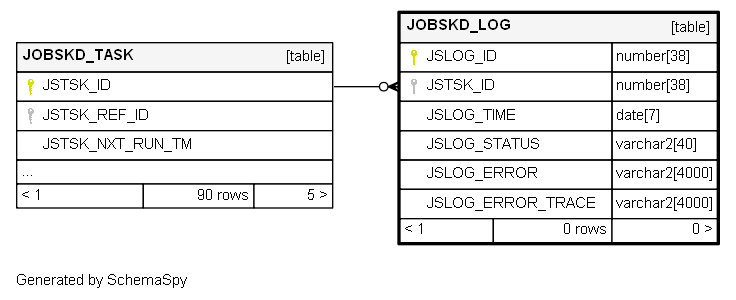 JOBSKD_TASK [table]
JSTSK_ID
JSTSK_REF_ID
JSTSK_NXT_RUN_TM
...
< 1 90 rows 5 >
JOBSKD_LOG [table]
JSLOG_ID number[38]
JSTSK_ID number[38]
JSLOG_TIME date[7]
JSLOG_STATUS varchar2[40]
JSLOG_ERROR varchar2[4000]
JSLOG_ERROR_TRACE varchar2[4000]
< 1 0 rows 0 >
Generated by SchemaSpy